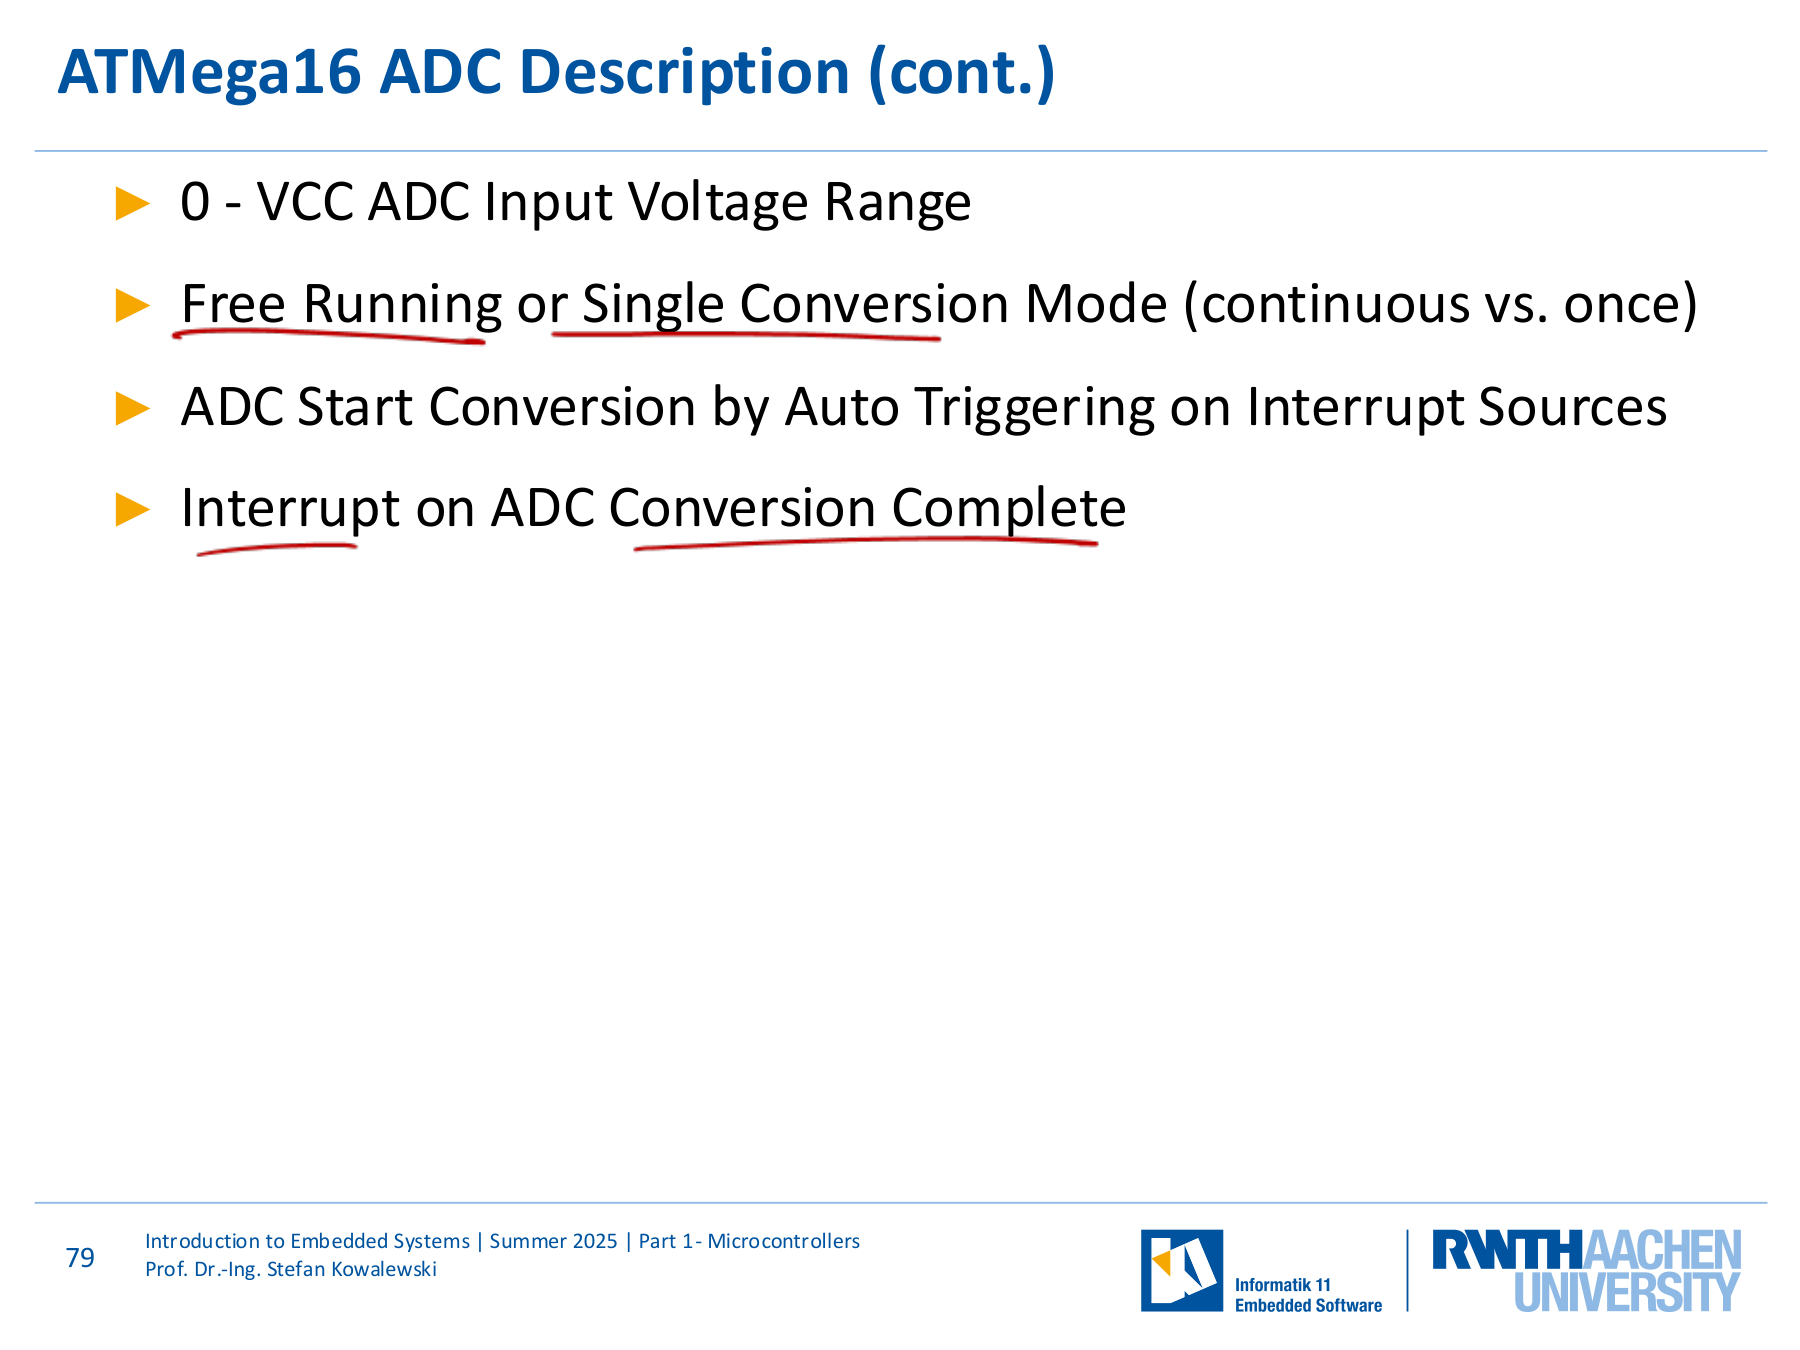 ATMega16 ADC Description (cont.)
► 0 - VCC ADC Input Voltage Range
► Free Running or Single Conversion Mode (continuous vs. once)
► ADC Start Conversion by Auto Triggering on Interrupt Sources
► Interrupt on ADC Conversion Complete
79
Introduction to Embedded Systems | Summer 2025 | Part 1- Microcontrollers
Prof. Dr.-Ing. Stefan Kowalewski
Informatik 11
Embedded Software
RWTHAACHEN
UNIVERSITY